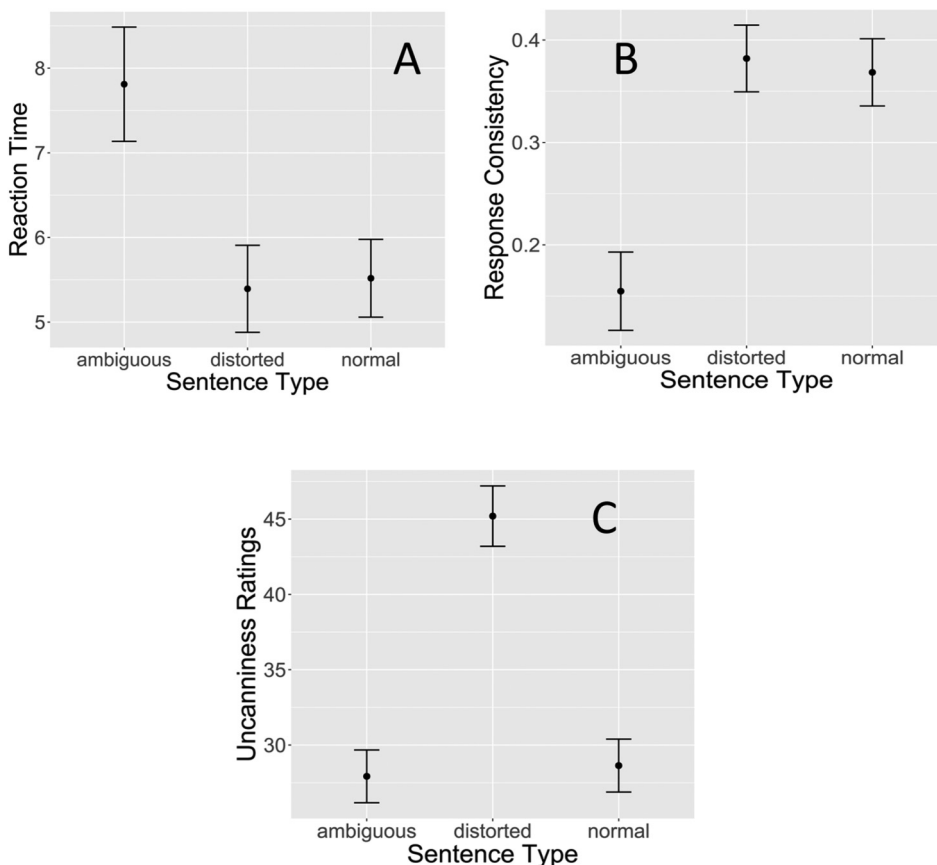 A
Reaction Time
8
7
6
5
ambiguous distorted normal
Sentence Type
B
Response Consistency
0.4
0.3
0.2
ambiguous distorted normal
Sentence Type
C
Uncanniness Ratings
45
40
35
30
ambiguous distorted normal
Sentence Type